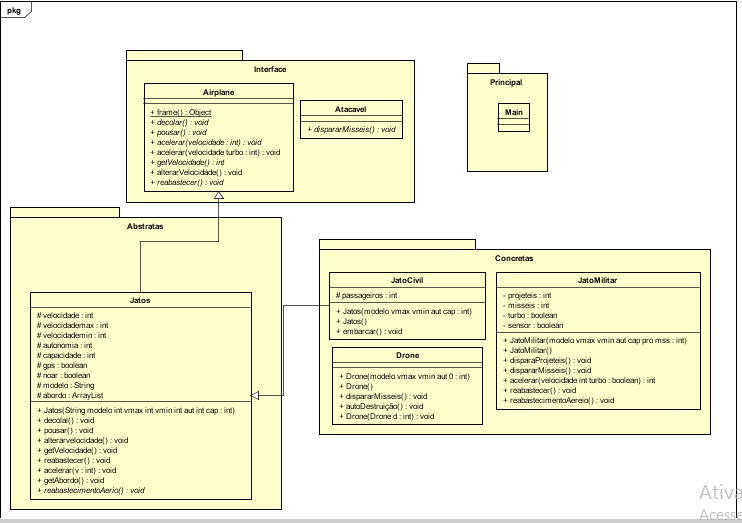 pkg
Interface
Airplane
+ frame() : Object
+ decolar() : void
+ pousar() : void
+ acelerar(velocidade : int) : void
+ acelerar(velocidade turbo : int) : void
+ getVelocidade() : int
+ alterarVelocidade() : void
+ reabastecer() : void
Atacavel
+ dispararMisseis() : void
Principal
Main
Abstratas
Jatos
# velocidade : int
# velocidademax : int
# velocidademin : int
# autonomia : int
# capacidade : int
# gps : boolean
# noar : boolean
# modelo : String
# abordo : ArrayList
+ Jatos(String modelo int vmax int vmin int aut int cap : int)
+ decolal() : void
+ pousar() : void
+ alterarvelocidade() : void
+ getVelocidade() : void
+ reabastecer() : void
+ acelerar(v : int) : void
+ getAbordo() : void
+ reabastecimentoAerio() : void
Concretas
JatoCivil
# passageiros : int
+ Jatos(modelo vmax vmin aut cap : int)
+ Jatos()
+ embarcar() : void
Drone
+ Drone(modelo vmax vmin aut 0 : int)
+ Drone()
+ dispararMisseis() : void
+ autoDestruição() : void
+ Drone(Drone d : int) : void
JatoMilitar
- projeteis : int
- misseis : int
- turbo : boolean
- sensor : boolean
+ JatoMilitar(modelo vmax vmin aut cap pro mss : int)
+ JatoMilitar()
+ disparaProjeteis() : void
+ dispararMisseis() : void
+ acelerar(velocidade int turbo : boolean) : int
+ reabastecer() : void
+ reabastecimentoAereio() : void
Ativa
Acesse